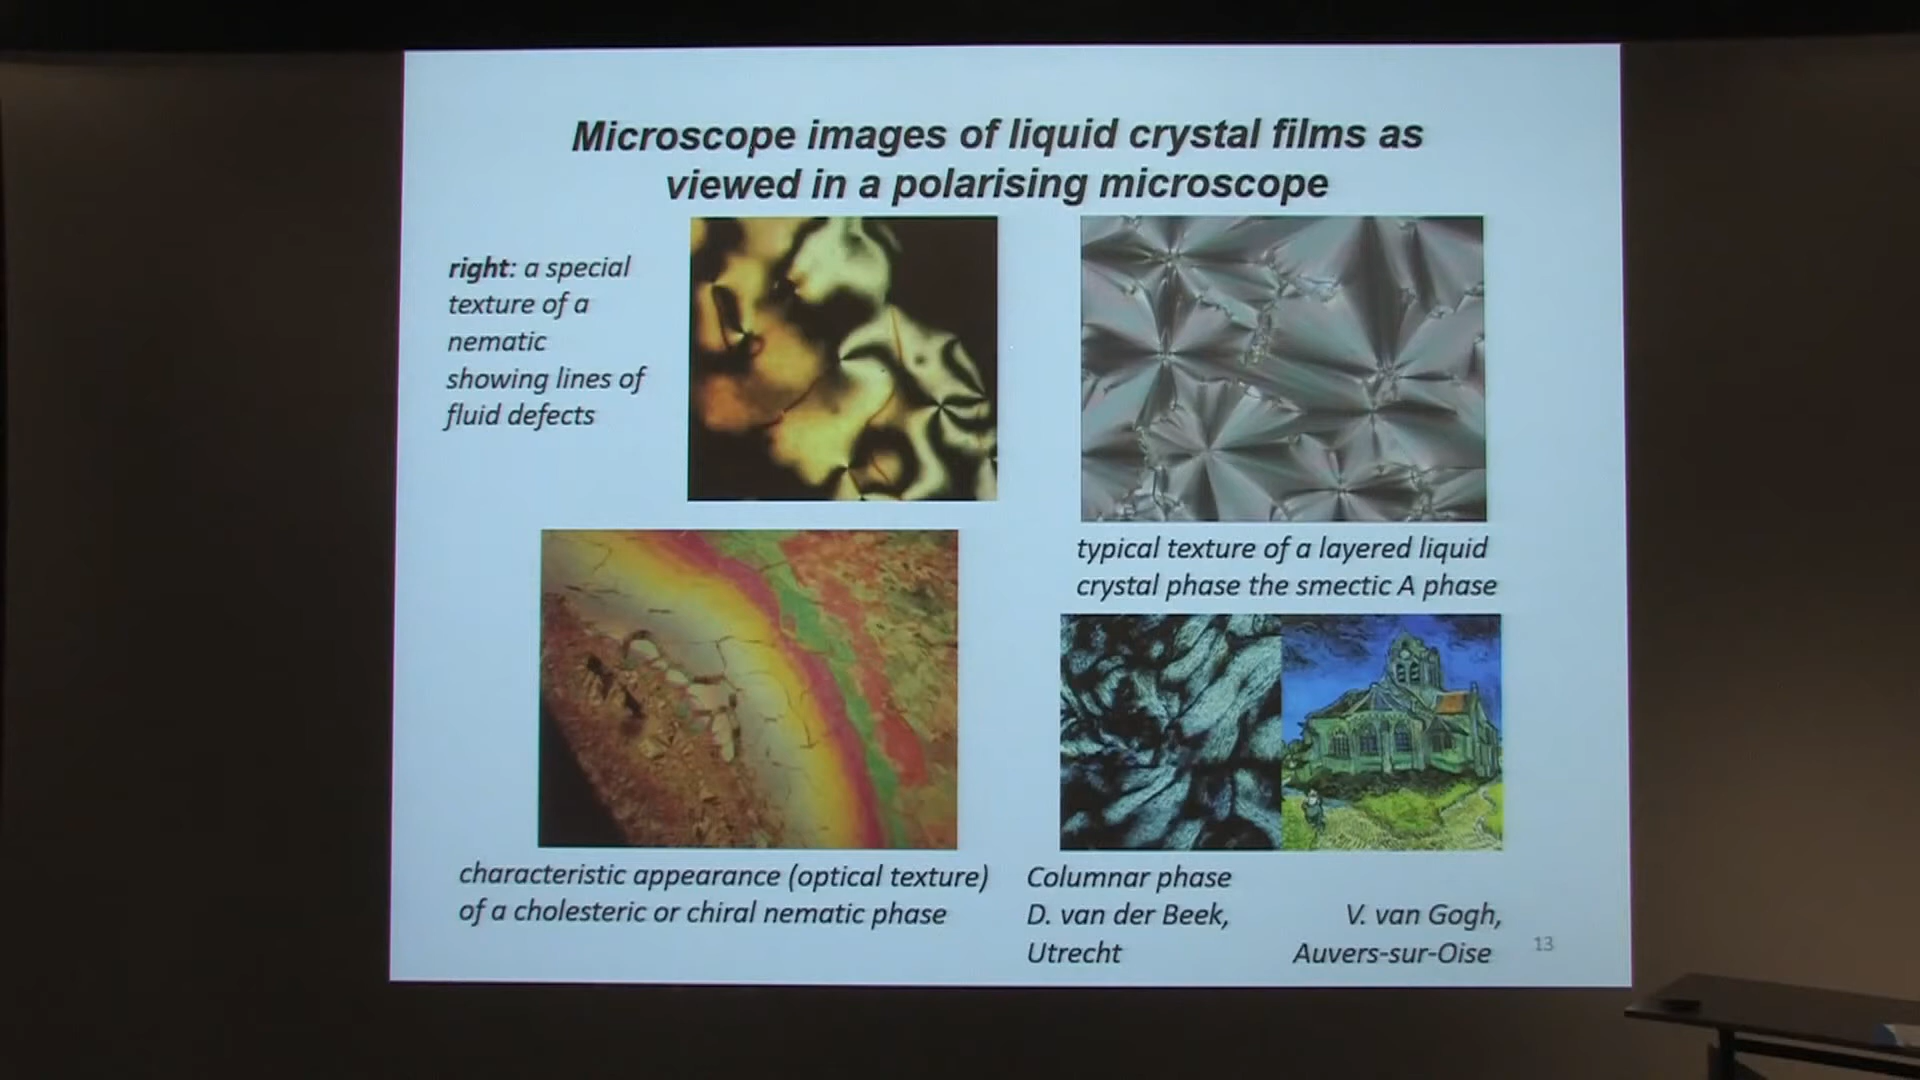 Microscope images of liquid crystal films as
viewed in a polarising microscope
right: a special
texture of a
nematic
showing lines of
fluid defects
typical texture of a layered liquid
crystal phase the smectic A phase
characteristic appearance (optical texture)
of a cholesteric or chiral nematic phase
Columnar phase
D. van der Beek,
Utrecht
V. van Gogh,
Auvers-sur-Oise
13